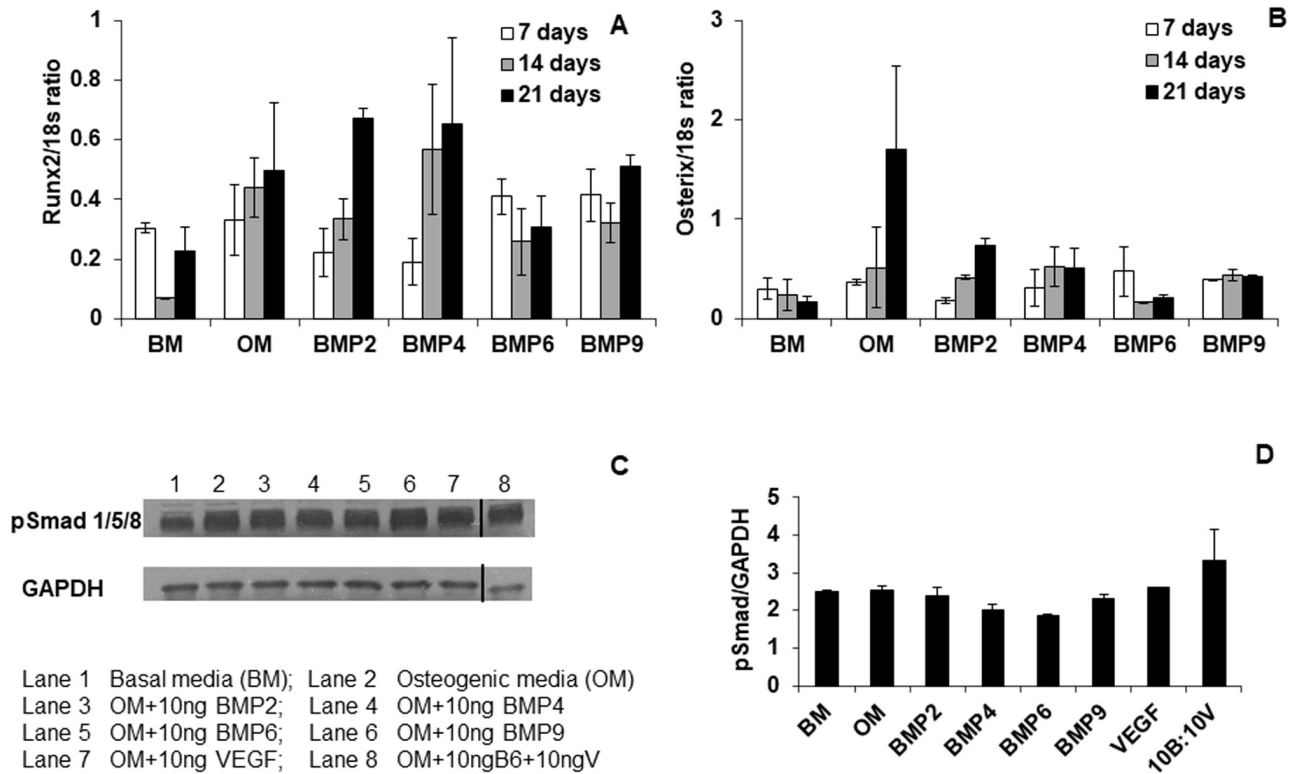 A
7 days
14 days
21 days
Runx2/18s ratio
1
0.8
0.6
0.4
0.2
0
BM OM BMP2 BMP4 BMP6 BMP9
B
7 days
14 days
21 days
Osterix/18s ratio
3
2
1
0
BM OM BMP2 BMP4 BMP6 BMP9
C
1 2 3 4 5 6 7 8
pSmad 1/5/8
GAPDH
Lane 1 Basal media (BM); Lane 2 Osteogenic media (OM)
Lane 3 OM+10ng BMP2; Lane 4 OM+10ng BMP4
Lane 5 OM+10ng BMP6; Lane 6 OM+10ng BMP9
Lane 7 OM+10ng VEGF; Lane 8 OM+10ngB6+10ngV
D
pSmad/GAPDH
5
4
3
2
1
0
BM OM BMP2 BMP4 BMP6 BMP9 VEGF 10B:10V